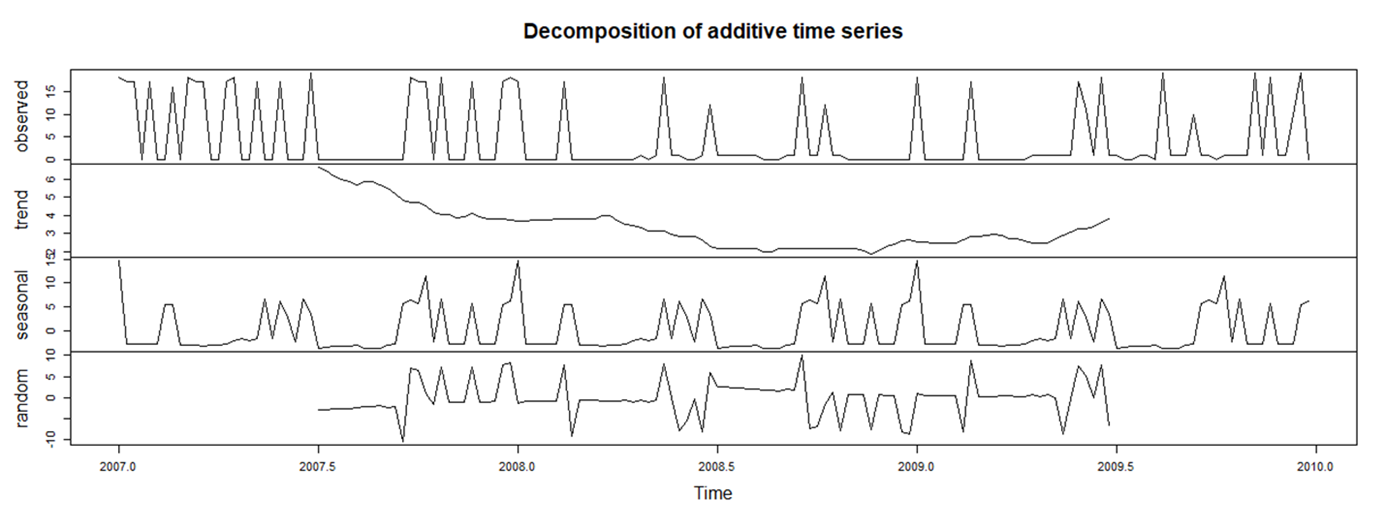 Decomposition of additive time series
observed
0 5 10 15
trend
2 3 4 5 6
seasonal
0 5 10 15
random
-10 0 5 10
2007.0 2007.5 2008.0 2008.5 2009.0 2009.5 2010.0
Time